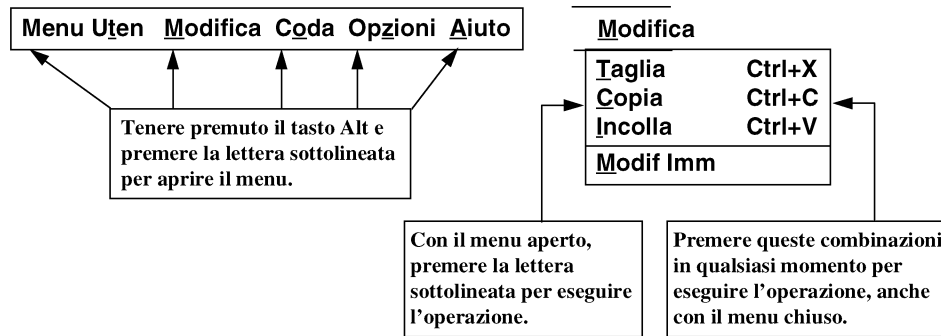 Menu Uten Modifica Coda Opzioni Aiuto
Tenere premuto il tasto Alt e
premere la lettera sottolineata
per aprire il menu.
Modifica
Taglia Ctrl+X
Copia Ctrl+C
Incolla Ctrl+V
Modif Imm
Con il menu aperto,
premere la lettera
sottolineata per eseguire
l’operazione.
Premere queste combinazioni
in qualsiasi momento per
eseguire l’operazione, anche
con il menu chiuso.